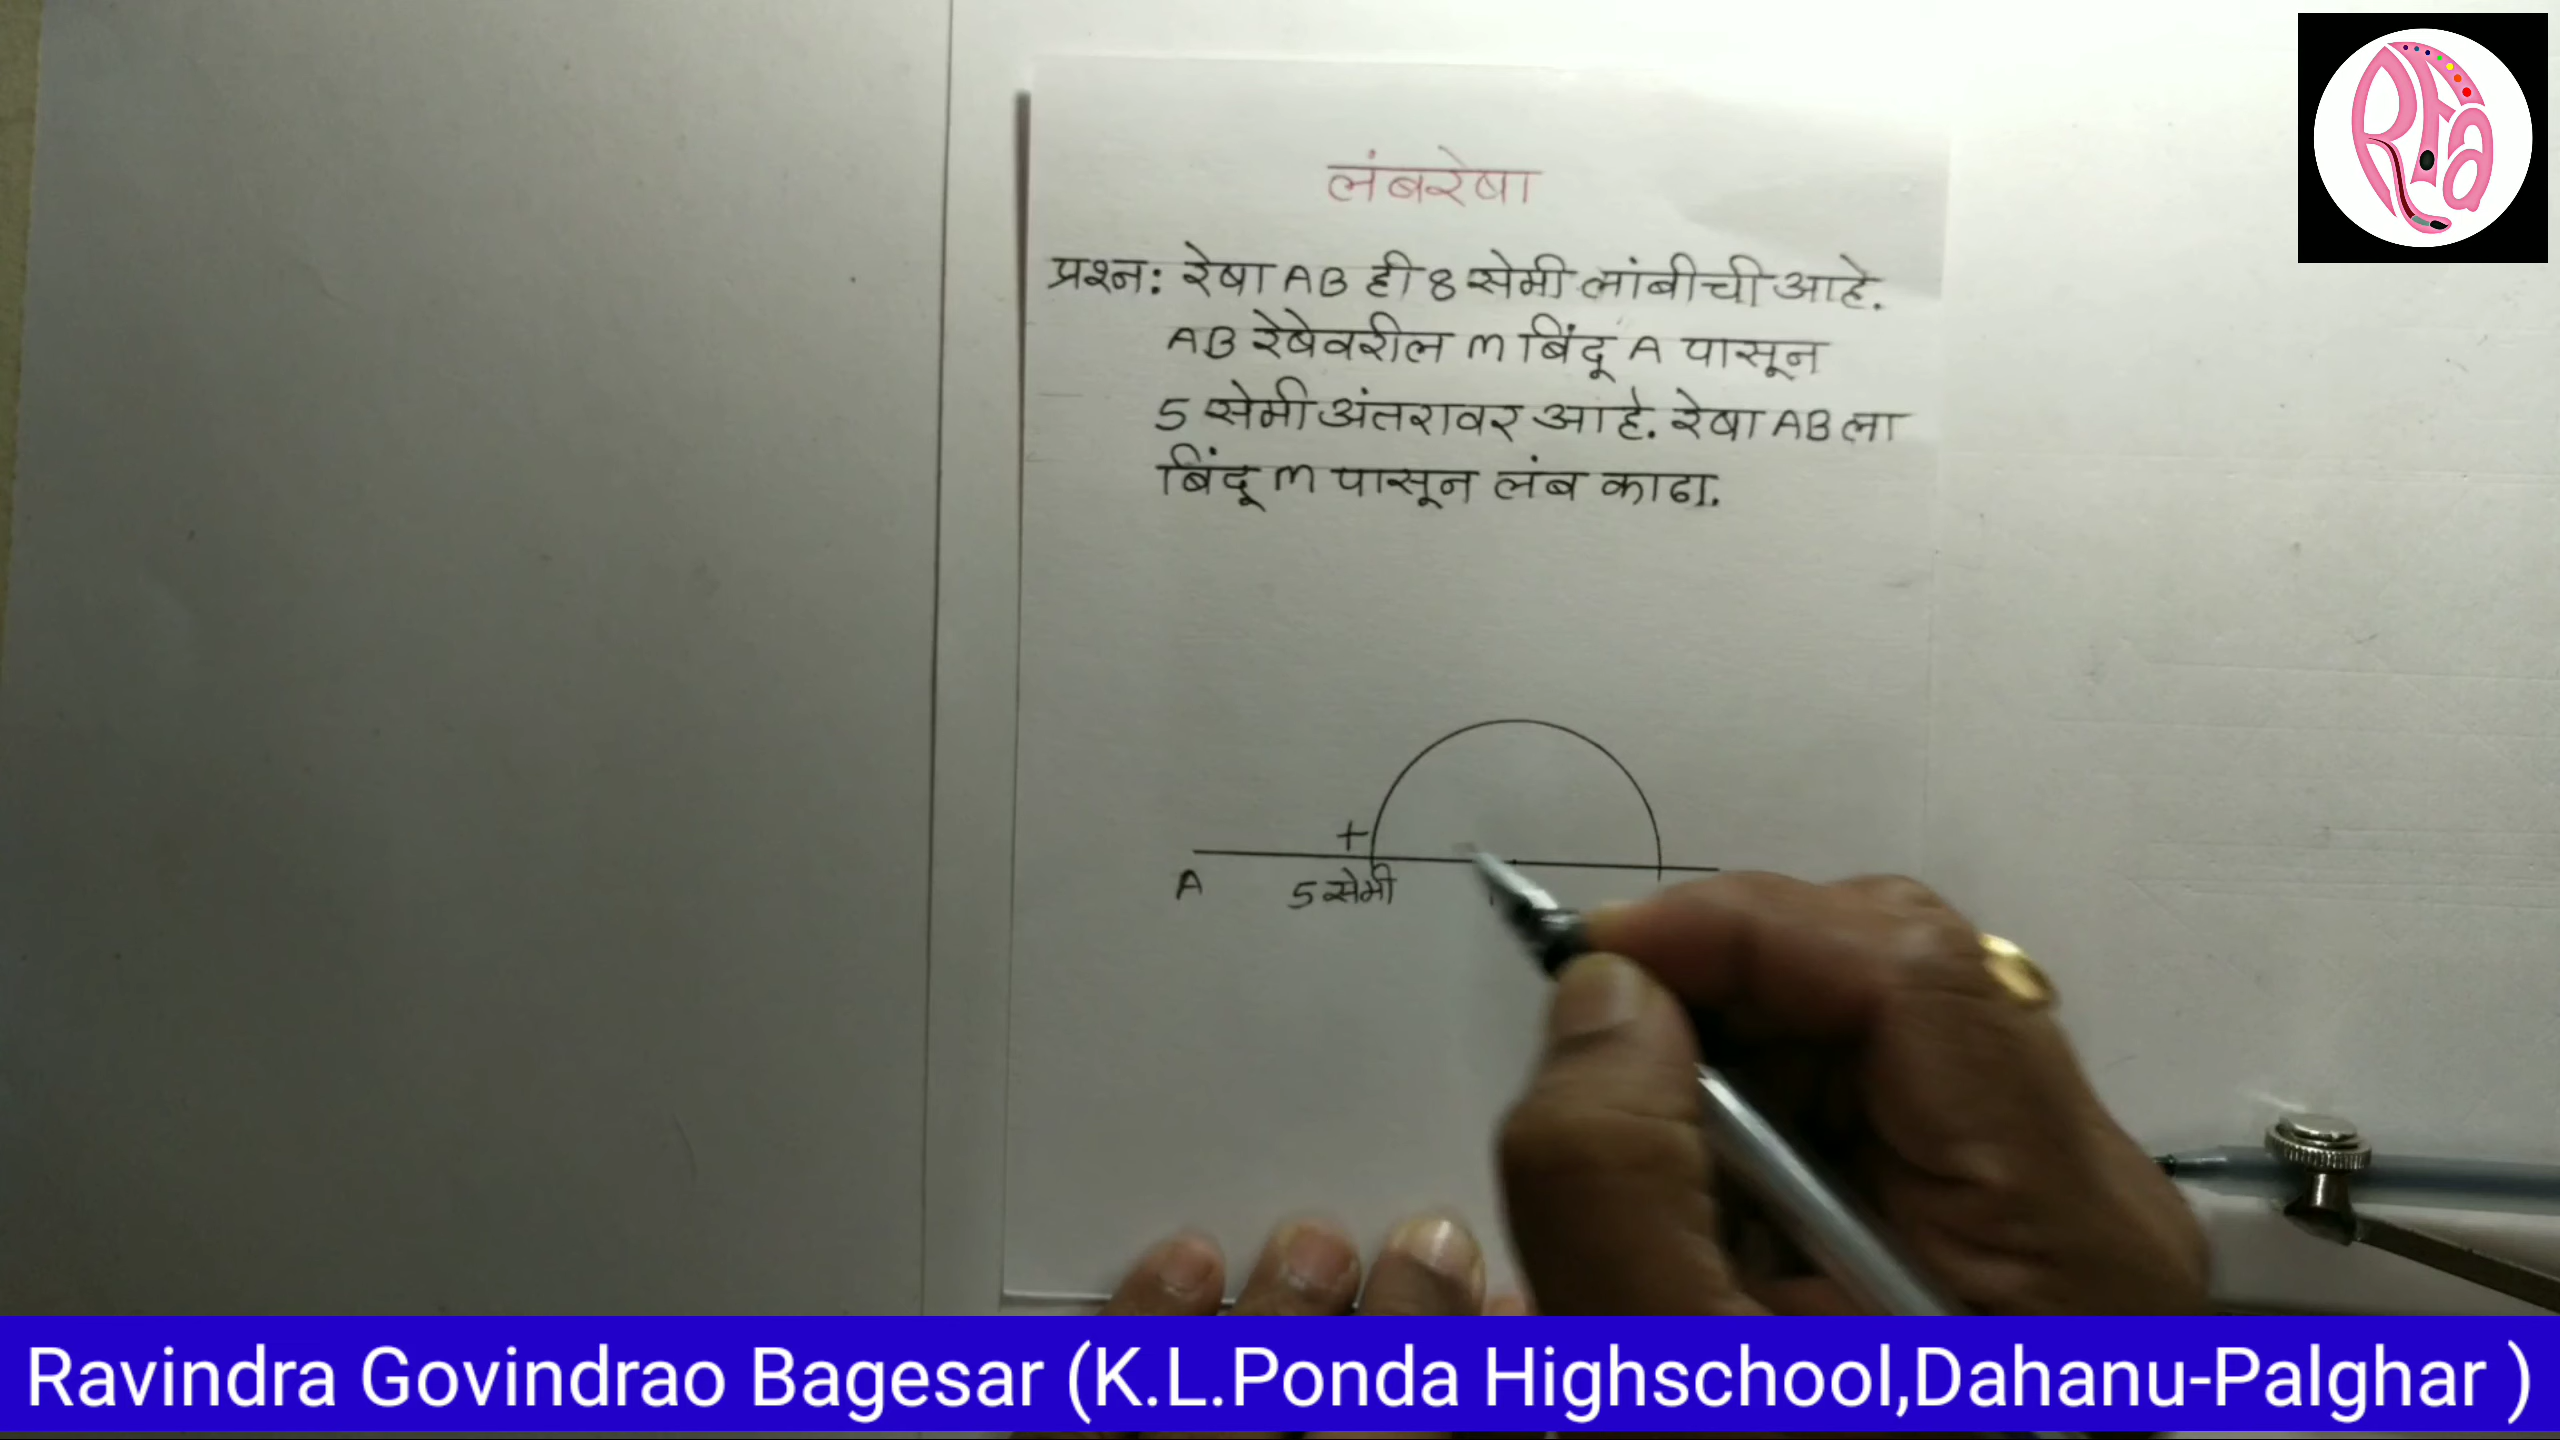 REa
लंबरेषा
प्रश्न: रेषा AB ही 8 सेमी लांबीची आहे.
AB रेषेवरील m बिंदू A पासून
5 सेमी अंतरावर आहे. रेषा AB ला
बिंदू m पासून लंब काढा.
+
A 5 सेमी
Ravindra Govindrao Bagesar (K.L.Ponda Highschool,Dahanu-Palghar )